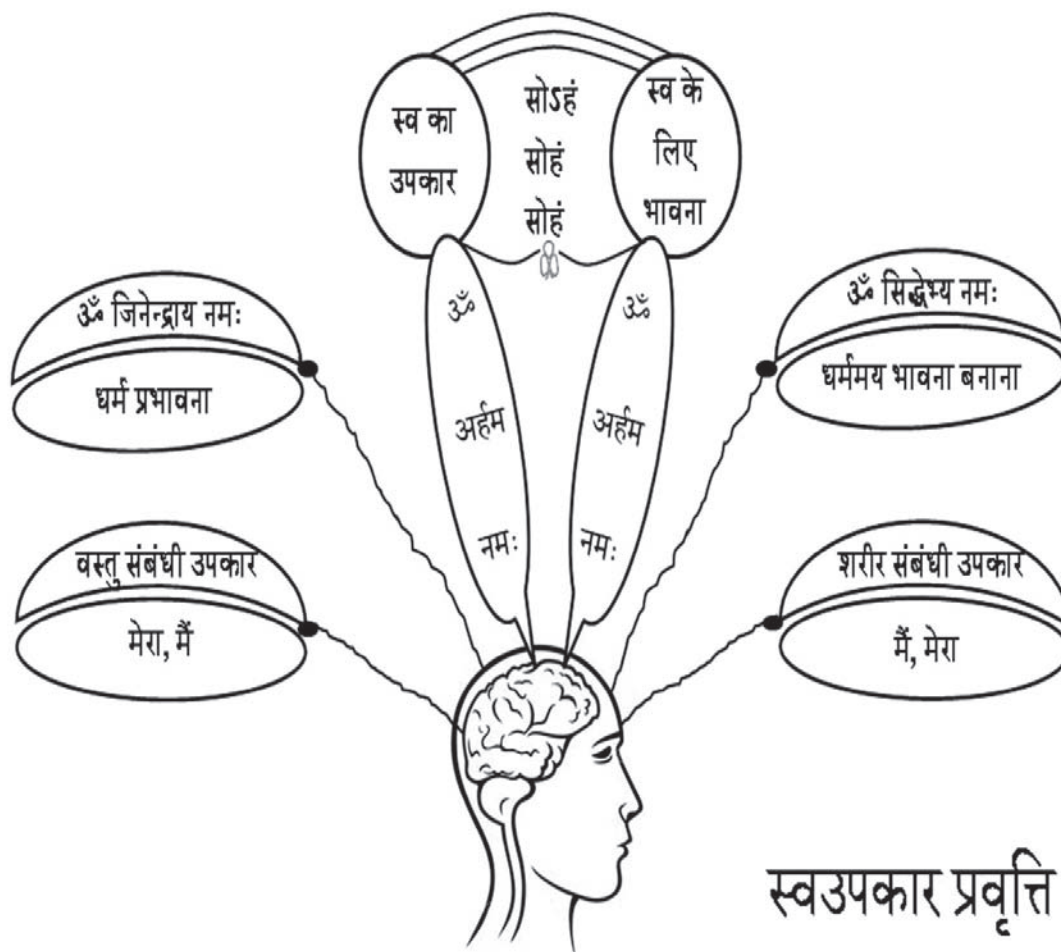 स्व का
उपकार
सोऽहं
सोहं
सोहं
स्व के
लिए
भावना
ॐ जिनेन्द्राय नमः
धर्म प्रभावना
ॐ
अर्हम
नमः
ॐ
अर्हम
नमः
ॐ सिद्धेभ्य नमः
धर्ममय भावना बनाना
वस्तु संबंधी उपकार
मेरा, मैं
शरीर संबंधी उपकार
मैं, मेरा
स्वउपकार प्रवृत्ति